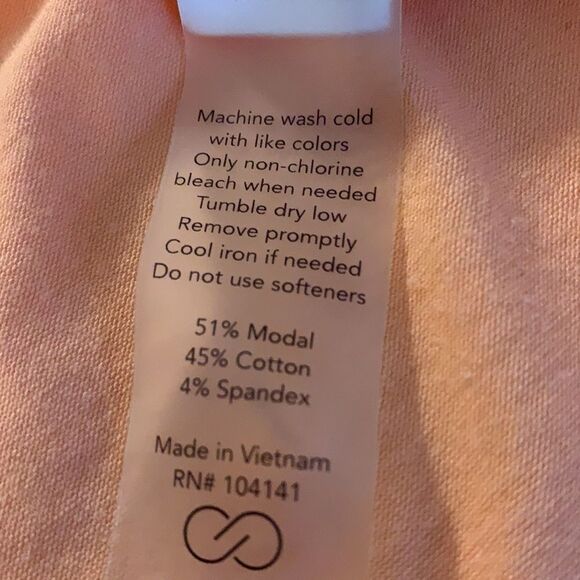 Machine wash cold
with like colors
Only non-chlorine
bleach when needed
Tumble dry low
Remove promptly
Cool iron if needed
Do not use softeners
51% Modal
45% Cotton
4% Spandex
Made in Vietnam
RN# 104141